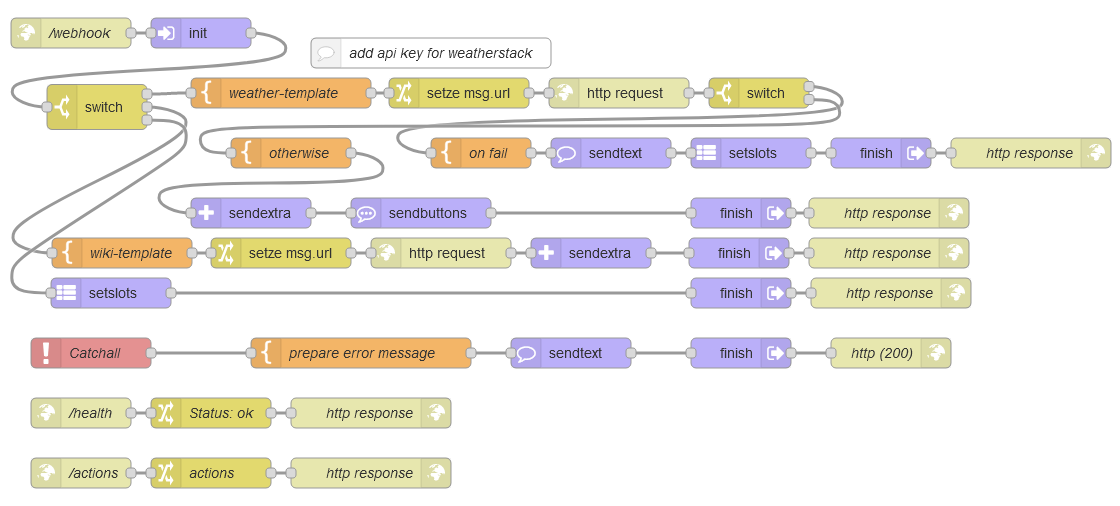 /webhook
init
add api key for weatherstack
switch
weather-template
setze msg.url
http request
switch
otherwise
on fail
sendtext
setslots
finish
http response
sendextra
sendbuttons
finish
http response
wiki-template
setze msg.url
http request
sendextra
finish
http response
setslots
finish
http response
Catchall
prepare error message
sendtext
finish
http (200)
/health
Status: ok
http response
/actions
actions
http response